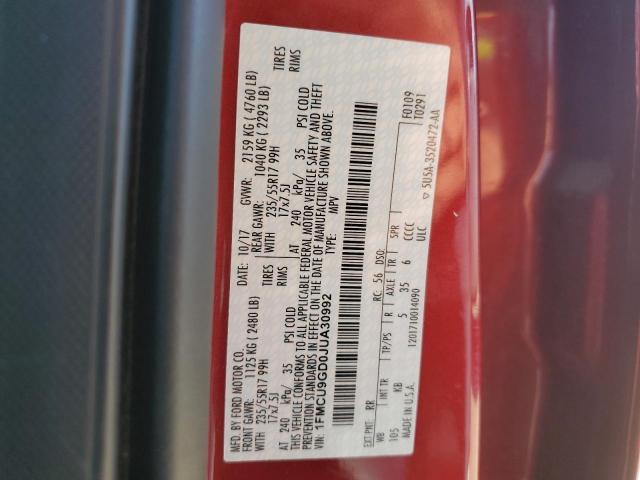 MFD. BY FORD MOTOR CO.
DATE: 10/17 GVWR: 2159 KG ( 4760 LB)
FRONT GAWR: 1125 KG ( 2480 LB) REAR GAWR: 1040 KG ( 2293 LB)
WITH 235/55R17 99H TIRES WITH 235/55R17 99H TIRES
17x7.5J RIMS 17x7.5J RIMS
AT 240 kPa/ 35 PSI COLD AT 240 kPa/ 35 PSI COLD
THIS VEHICLE CONFORMS TO ALL APPLICABLE FEDERAL MOTOR VEHICLE SAFETY AND THEFT
PREVENTION STANDARDS IN EFFECT ON THE DATE OF MANUFACTURE SHOWN ABOVE.
VIN: 1FMCU9GD0JUA30992 TYPE: MPV
EXT PNT: RR RC: 56 DSO: F0109
WB INT TR TP/PS R AXLE TR SPR T0291
105 KB 5 35 6 CCCC
MADE IN U.S.A. 1201710014090 ULC ▽ 5U5A-3520472-AA